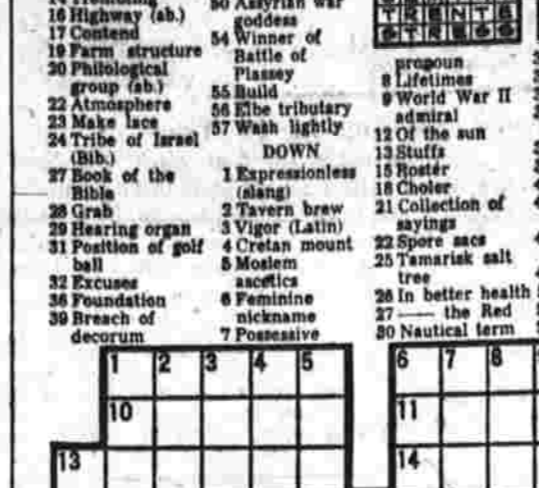 16 Highway (ab.)
17 Contend
19 Farm structure
20 Philological
group (ab.)
22 Atmosphere
23 Make lace
24 Tribe of Israel
(Bib.)
27 Book of the
Bible
28 Grab
29 Hearing organ
31 Position of golf
ball
32 Excuses
36 Foundation
39 Breach of
decorum
50 Assyrian war
goddess
54 Winner of
Battle of
Plassey
55 Build
56 Elbe tributary
57 Wash lightly
DOWN
1 Expressionless
(slang)
2 Tavern brew
3 Vigor (Latin)
4 Cretan mount
5 Moslem
ascetics
6 Feminine
nickname
7 Possessive
TRENTE
STRESS
pronoun
8 Lifetimes
9 World War II
admiral
12 Of the sun
13 Stuffs
15 Roster
18 Choler
21 Collection of
sayings
22 Spore sacs
25 Tamarisk salt
tree
26 In better health
27 —— the Red
30 Nautical term
1 2 3 4 5 6 7 8
10 11
13 14